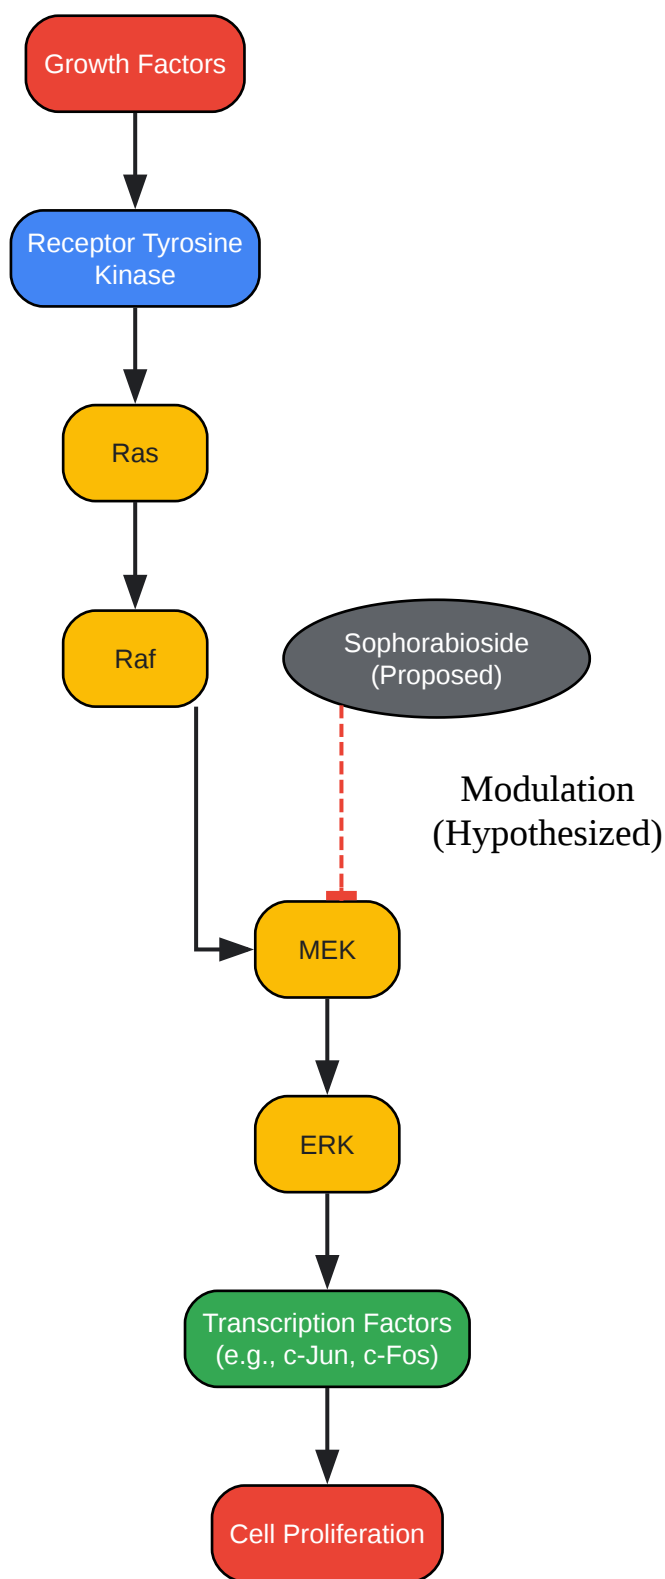 Growth Factors
Receptor Tyrosine
Kinase
Ras
Raf
Sophorabioside
(Proposed)
Modulation
(Hypothesized)
MEK
ERK
Transcription Factors
(e.g., c-Jun, c-Fos)
Cell Proliferation